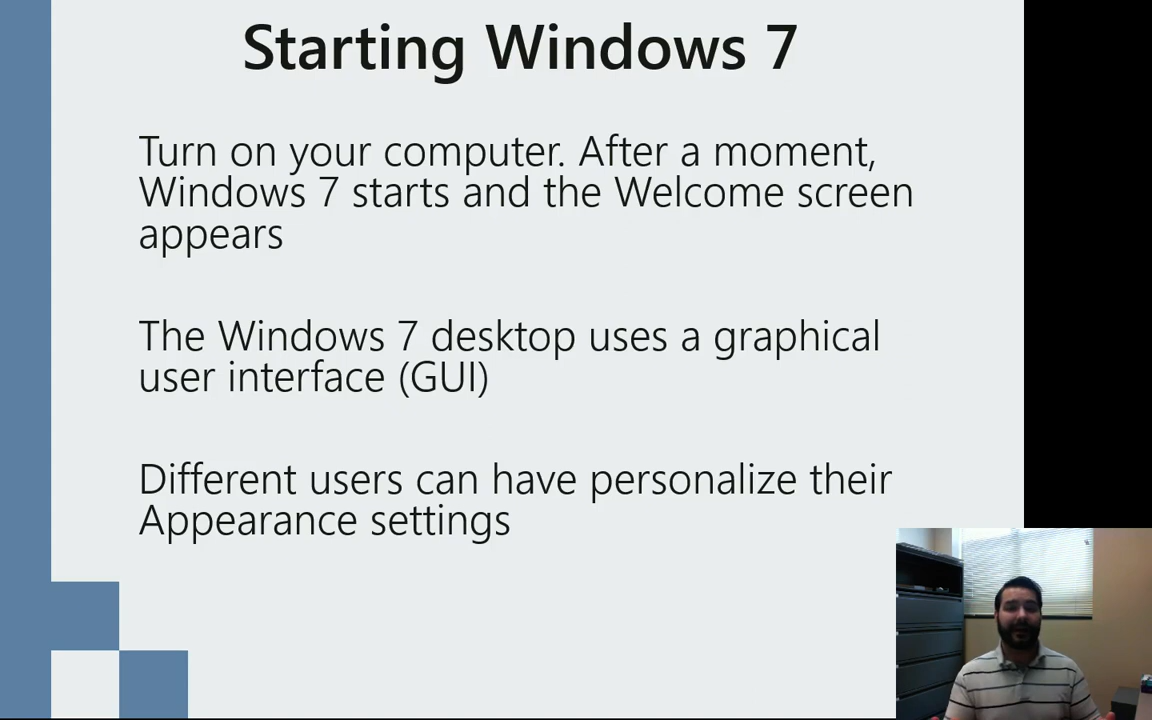 Starting Windows 7
Turn on your computer. After a moment,
Windows 7 starts and the Welcome screen
appears
The Windows 7 desktop uses a graphical
user interface (GUI)
Different users can have personalize their
Appearance settings